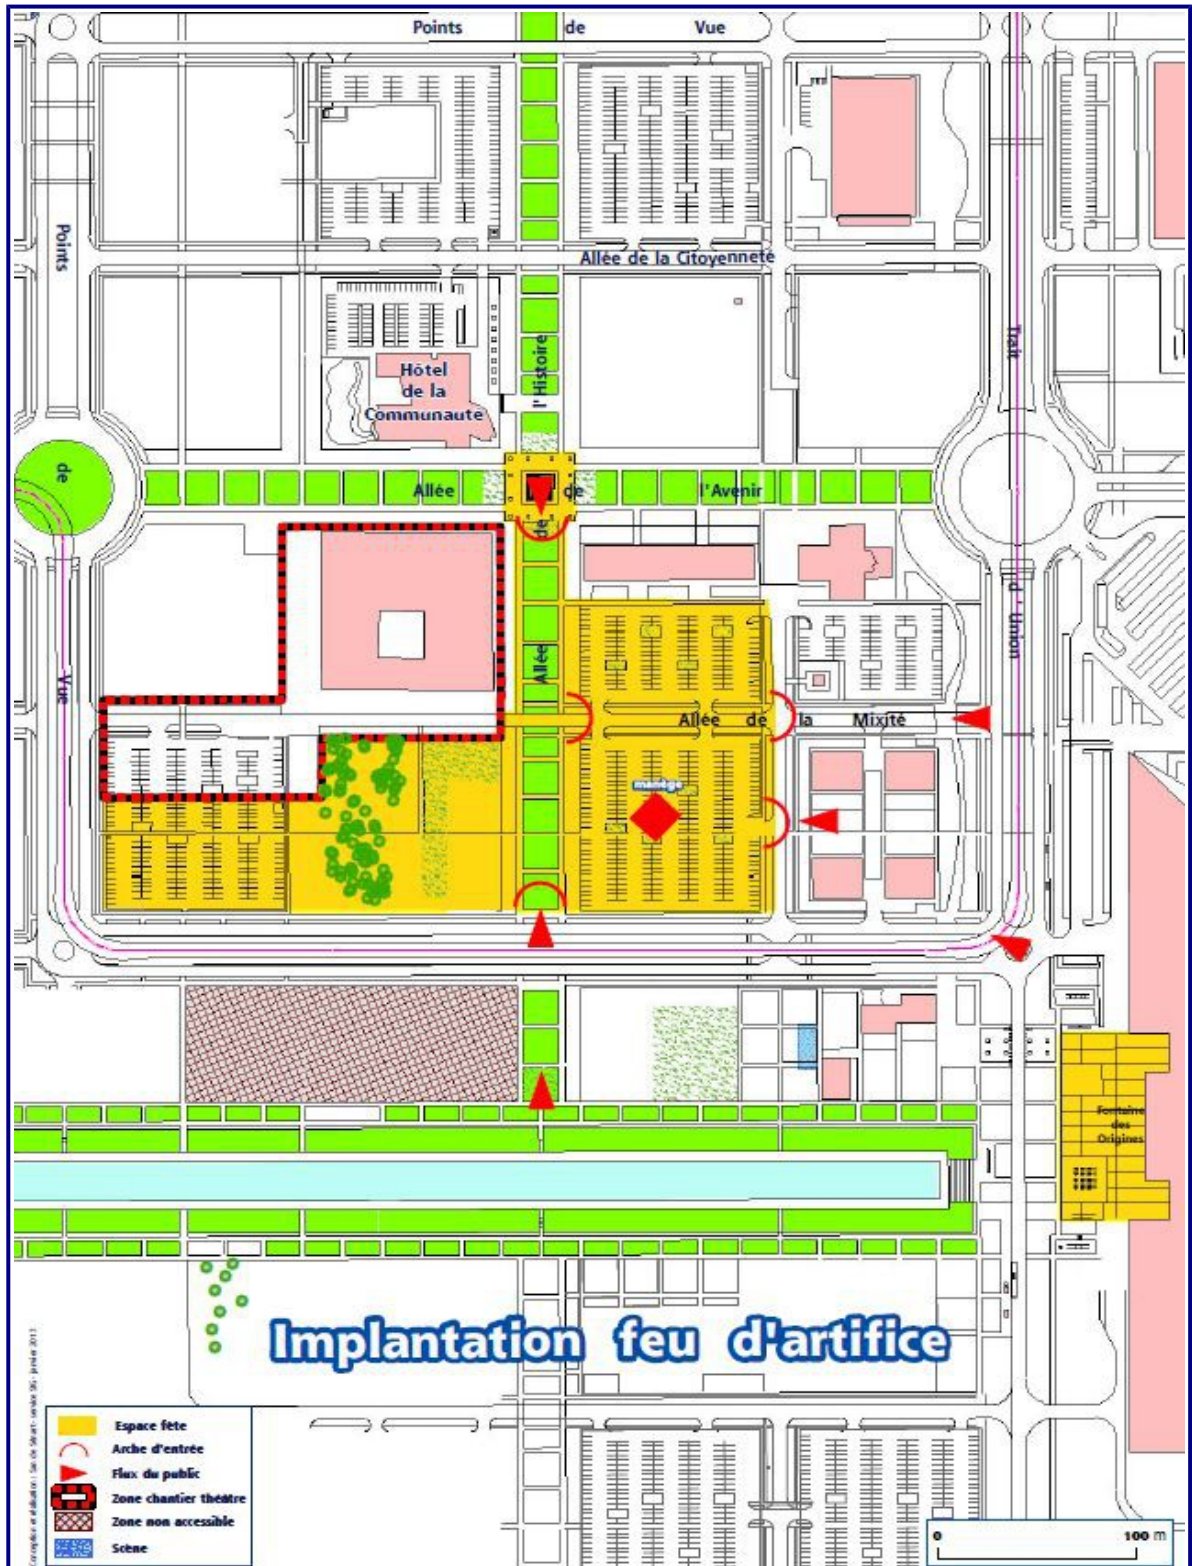 Points de Vue
Points
Allée de la Citoyenneté
Trait
l'Histoire
Hôtel
de la
Communauté
de
Allée de l'Avenir
de
d'Union
Allée
Vue
Allée de la Mixité
manège
Fontaine
des
Origines
Implantation feu d'artifice
Espace fête
Arche d'entrée
Flux du public
Zone chantier théâtre
Zone non accessible
Scène
0 100 m